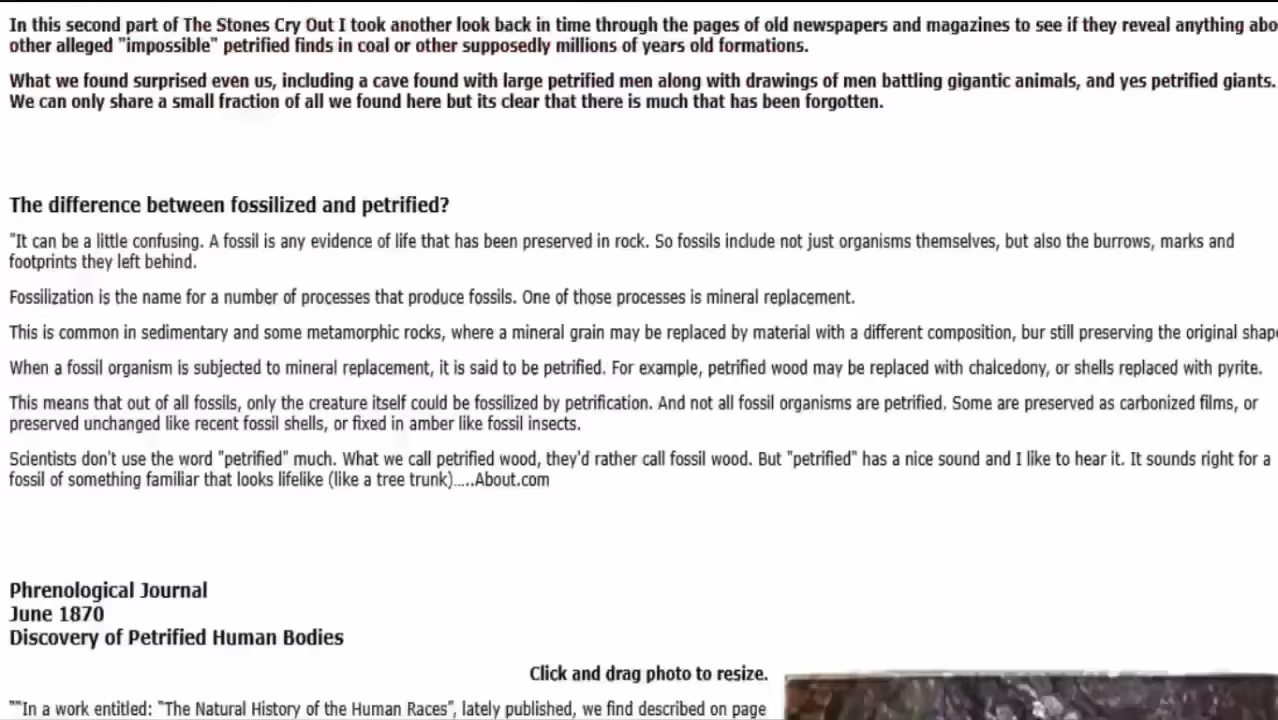 In this second part of The Stones Cry Out I took another look back in time through the pages of old newspapers and magazines to see if they reveal anything abo
other alleged "impossible" petrified finds in coal or other supposedly millions of years old formations.
What we found surprised even us, including a cave found with large petrified men along with drawings of men battling gigantic animals, and yes petrified giants.
We can only share a small fraction of all we found here but its clear that there is much that has been forgotten.
The difference between fossilized and petrified?
"It can be a little confusing. A fossil is any evidence of life that has been preserved in rock. So fossils include not just organisms themselves, but also the burrows, marks and
footprints they left behind.
Fossilization is the name for a number of processes that produce fossils. One of those processes is mineral replacement.
This is common in sedimentary and some metamorphic rocks, where a mineral grain may be replaced by material with a different composition, bur still preserving the original shap
When a fossil organism is subjected to mineral replacement, it is said to be petrified. For example, petrified wood may be replaced with chalcedony, or shells replaced with pyrite.
This means that out of all fossils, only the creature itself could be fossilized by petrification. And not all fossil organisms are petrified. Some are preserved as carbonized films, or
preserved unchanged like recent fossil shells, or fixed in amber like fossil insects.
Scientists don't use the word "petrified" much. What we call petrified wood, they'd rather call fossil wood. But "petrified" has a nice sound and I like to hear it. It sounds right for a
fossil of something familiar that looks lifelike (like a tree trunk)…..About.com
Phrenological Journal
June 1870
Discovery of Petrified Human Bodies
Click and drag photo to resize.
""In a work entitled: "The Natural History of the Human Races", lately published, we find described on page